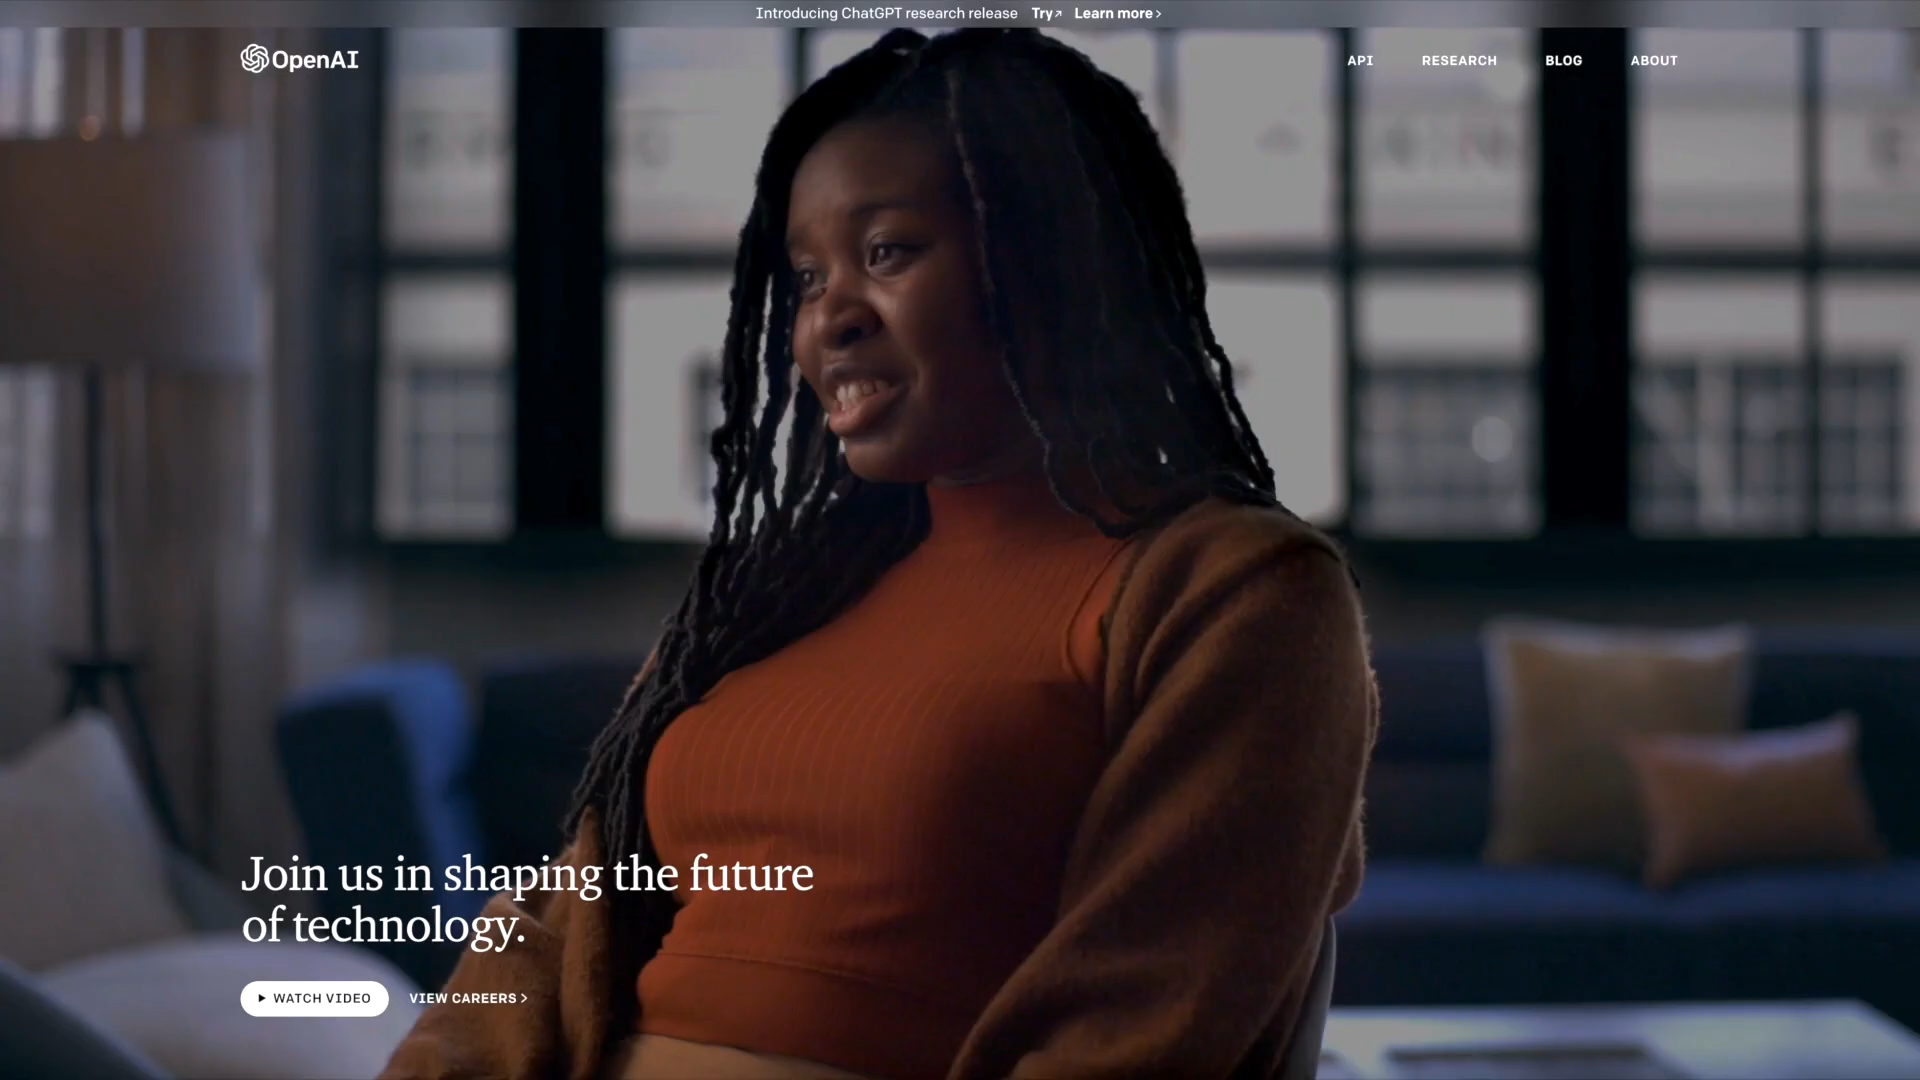 Introducing ChatGPT research release Try↗ Learn more ›
OpenAI
API RESEARCH BLOG ABOUT
Join us in shaping the future
of technology.
▶ WATCH VIDEO VIEW CAREERS ›